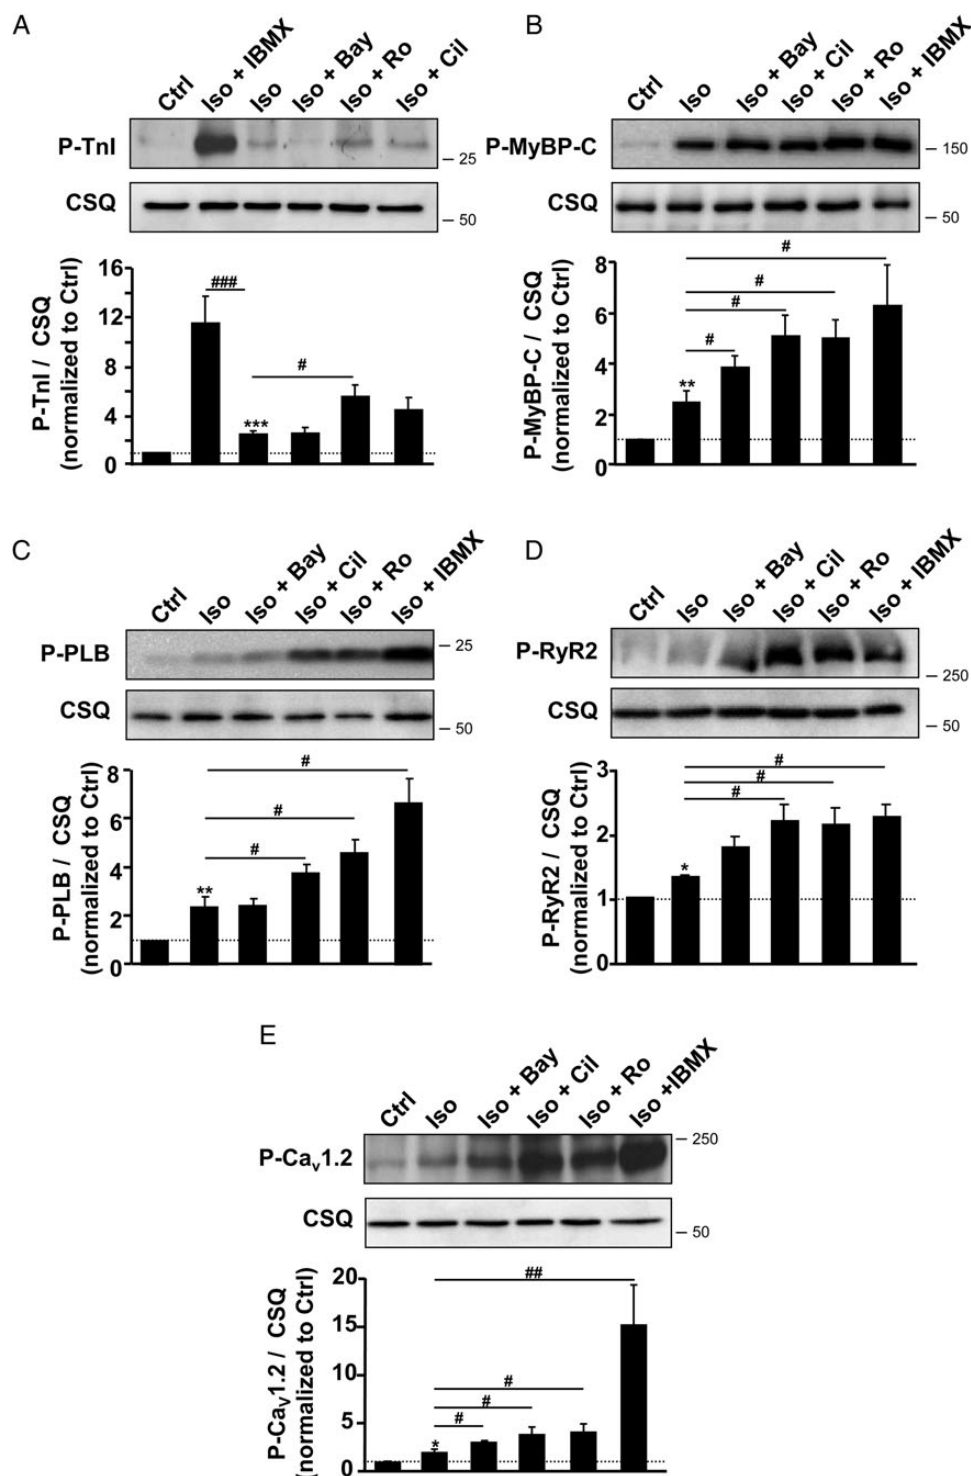 A
Ctrl
Iso + IBMX
Iso
Iso + Bay
Iso + Ro
Iso + Cil
P-TnI
– 25
CSQ
– 50
P-TnI / CSQ
(normalized to Ctrl)
16
12
8
4
0
###
#
***
B
Ctrl
Iso
Iso + Bay
Iso + Cil
Iso + Ro
Iso + IBMX
P-MyBP-C
– 150
CSQ
– 50
P-MyBP-C / CSQ
(normalized to Ctrl)
8
6
4
2
0
#
#
#
#
**
C
Ctrl
Iso
Iso + Bay
Iso + Cil
Iso + Ro
Iso + IBMX
P-PLB
– 25
CSQ
– 50
P-PLB / CSQ
(normalized to Ctrl)
8
6
4
2
0
#
#
#
**
D
Ctrl
Iso
Iso + Bay
Iso + Cil
Iso + Ro
Iso + IBMX
P-RyR2
– 250
CSQ
– 50
P-RyR2 / CSQ
(normalized to Ctrl)
3
2
1
0
#
#
#
*
E
Ctrl
Iso
Iso + Bay
Iso + Cil
Iso + Ro
Iso +IBMX
P-Cav1.2
– 250
CSQ
– 50
P-Cav1.2 / CSQ
(normalized to Ctrl)
20
15
10
5
0
##
#
#
#
*